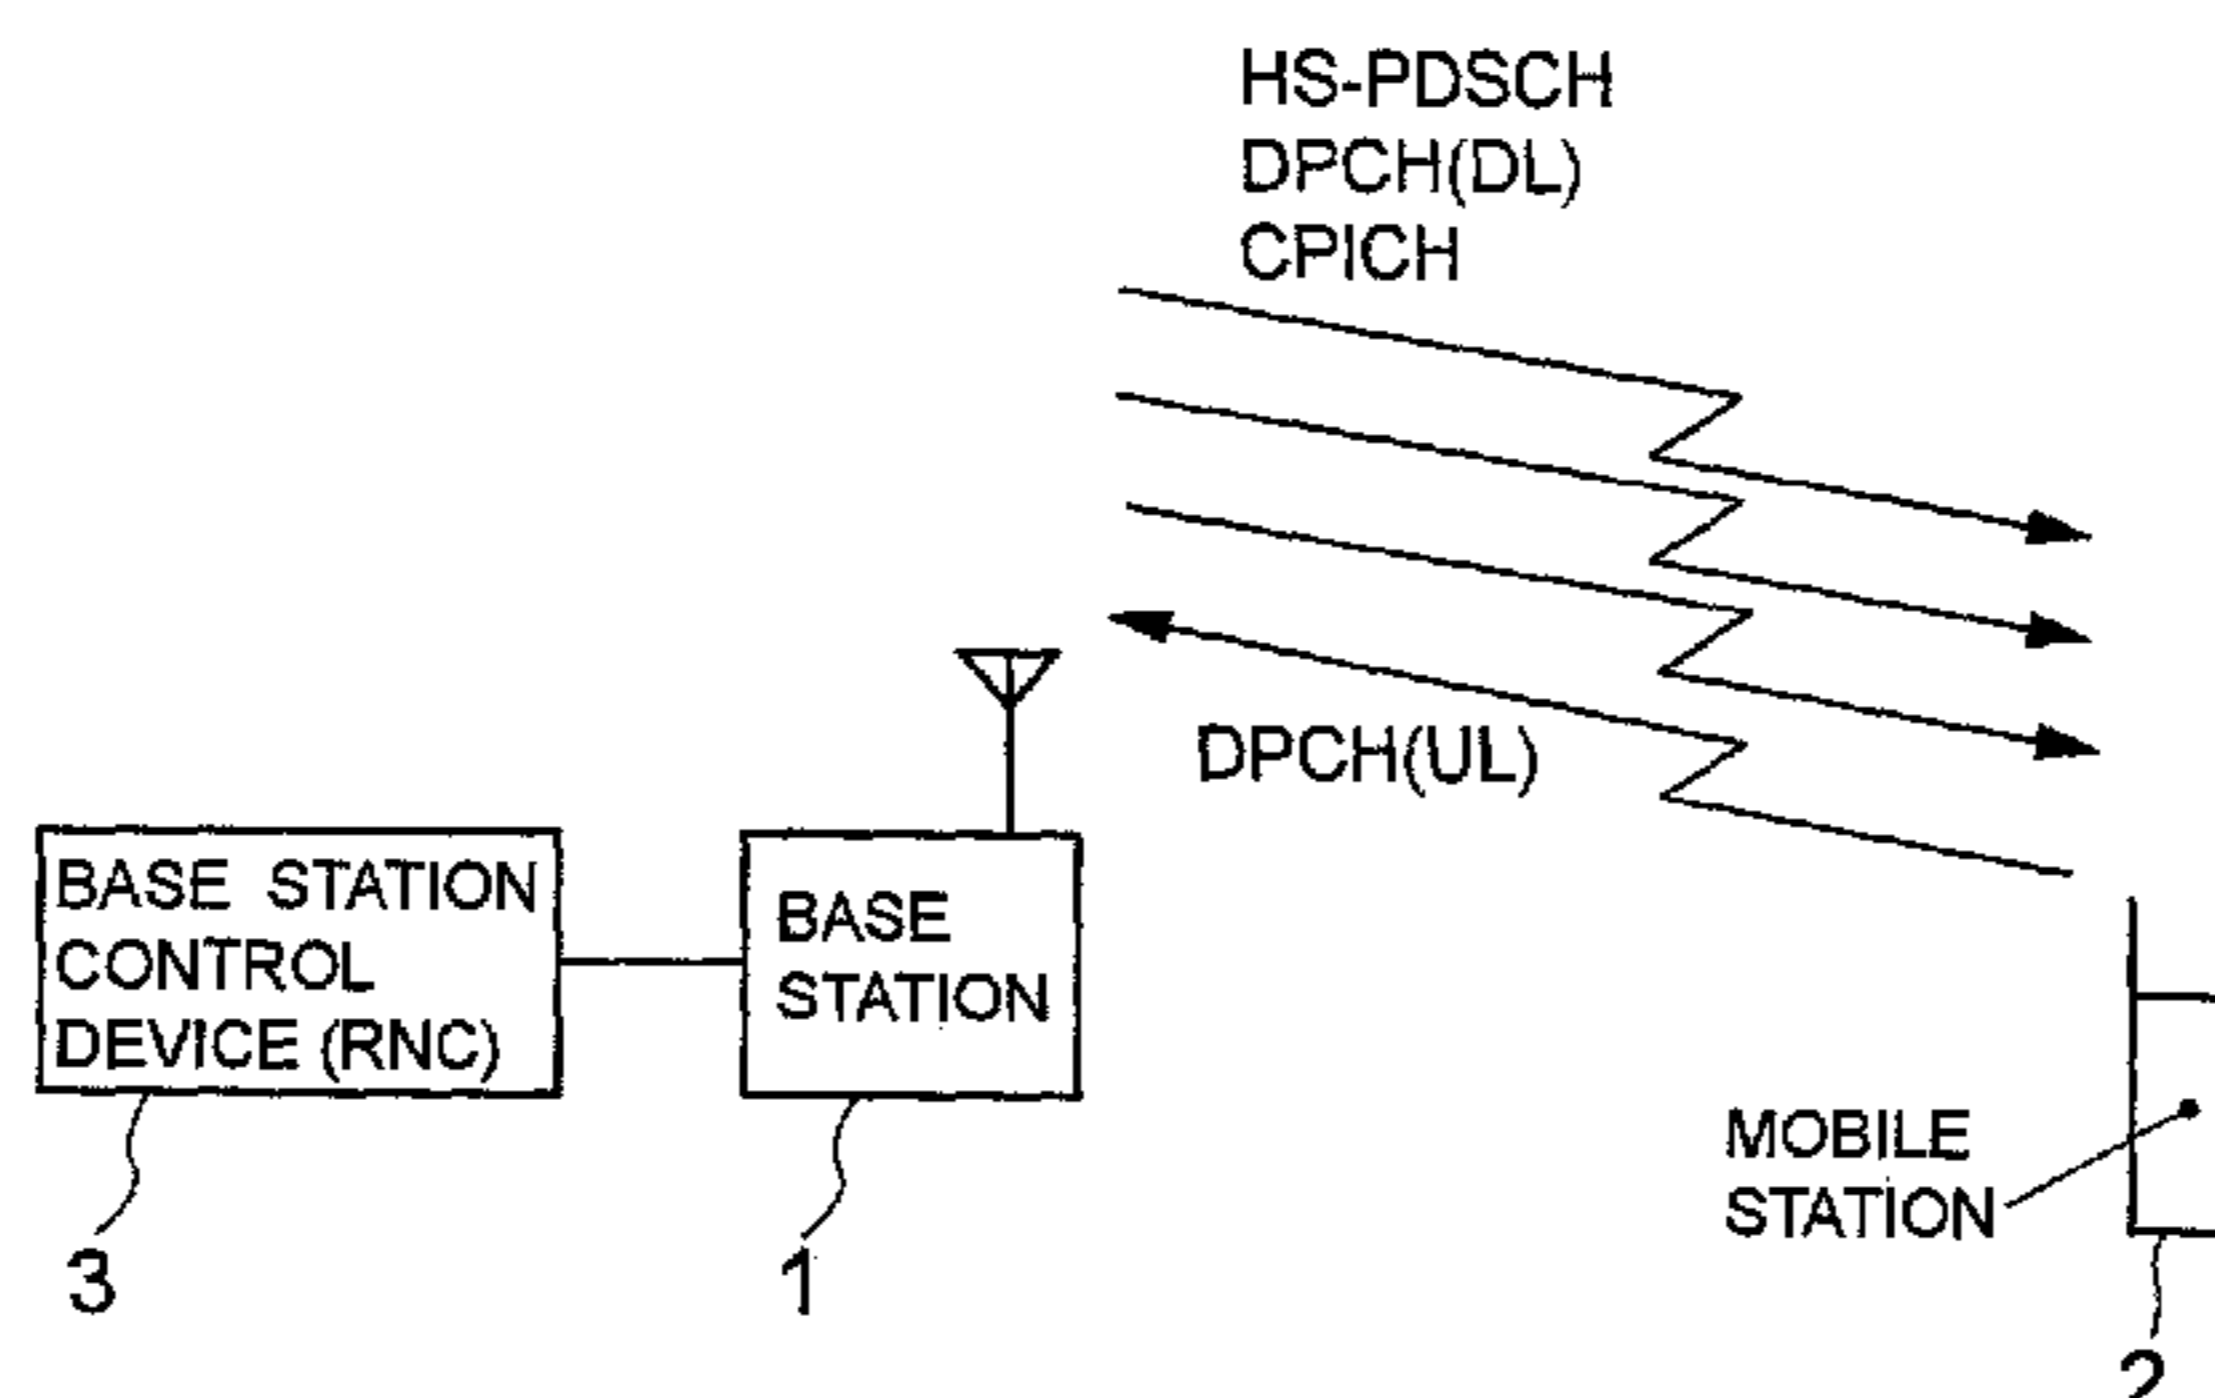 HS-PDSCH
DPCH(DL)
CPICH
DPCH(UL)
BASE STATION
CONTROL
DEVICE (RNC)
BASE
STATION
MOBILE
STATION
3
1
2